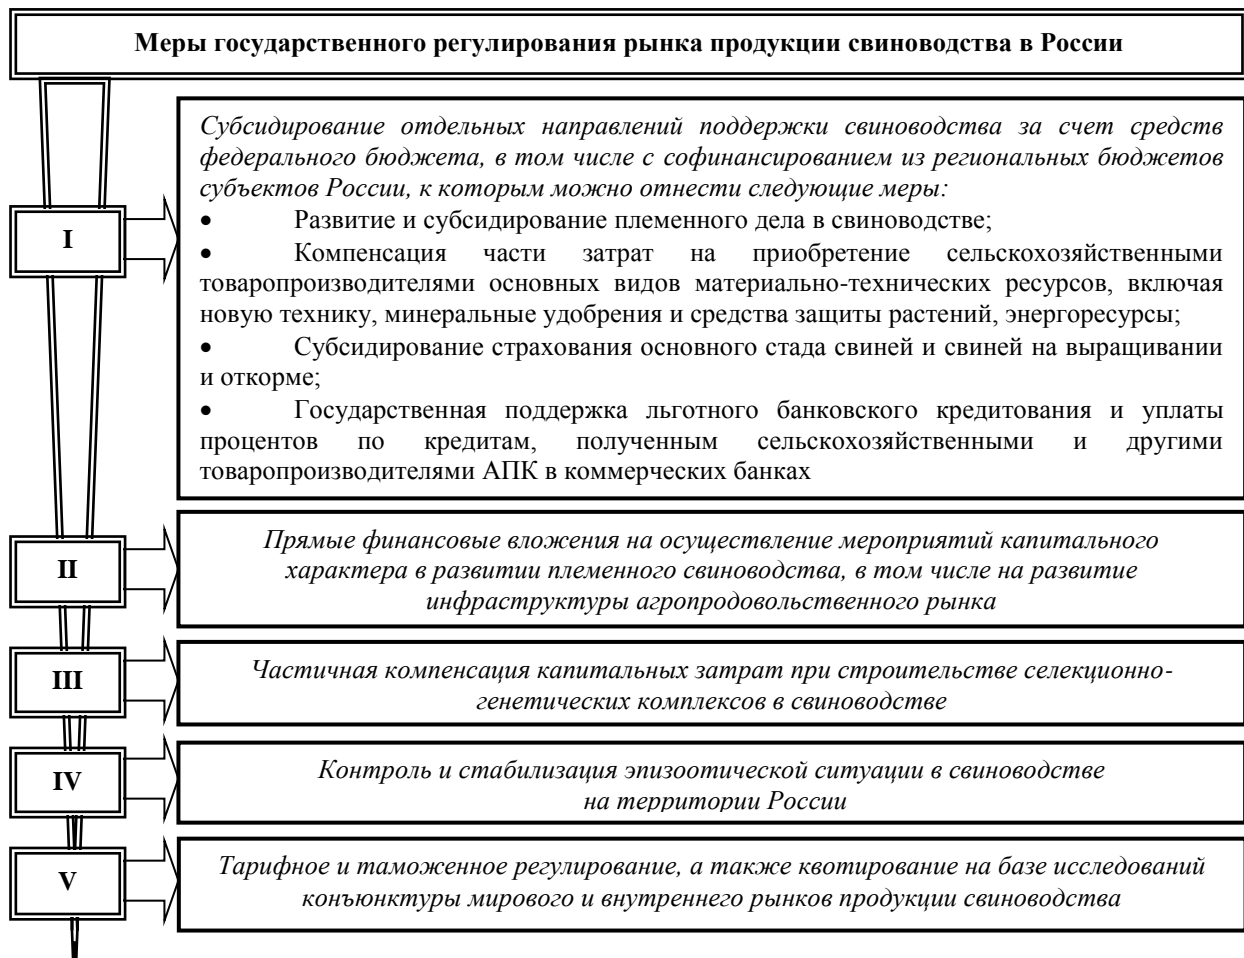 Меры государственного регулирования рынка продукции свиноводства в России
Субсидирование отдельных направлений поддержки свиноводства за счет средств
федерального бюджета, в том числе с софинансированием из региональных бюджетов
субъектов России, к которым можно отнести следующие меры:
• Развитие и субсидирование племенного дела в свиноводстве;
I
• Компенсация части затрат на приобретение сельскохозяйственными
товаропроизводителями основных видов материально-технических ресурсов, включая
новую технику, минеральные удобрения и средства защиты растений, энергоресурсы;
• Субсидирование страхования основного стада свиней и свиней на выращивании
и откорме;
• Государственная поддержка льготного банковского кредитования и уплаты
процентов по кредитам, полученным сельскохозяйственными и другими
товаропроизводителями АПК в коммерческих банках
II
Прямые финансовые вложения на осуществление мероприятий капитального
характера в развитии племенного свиноводства, в том числе на развитие
инфраструктуры агропродовольственного рынка
III
Частичная компенсация капитальных затрат при строительстве селекционно-
генетических комплексов в свиноводстве
IV
Контроль и стабилизация эпизоотической ситуации в свиноводстве
на территории России
V
Тарифное и таможенное регулирование, а также квотирование на базе исследований
конъюнктуры мирового и внутреннего рынков продукции свиноводства